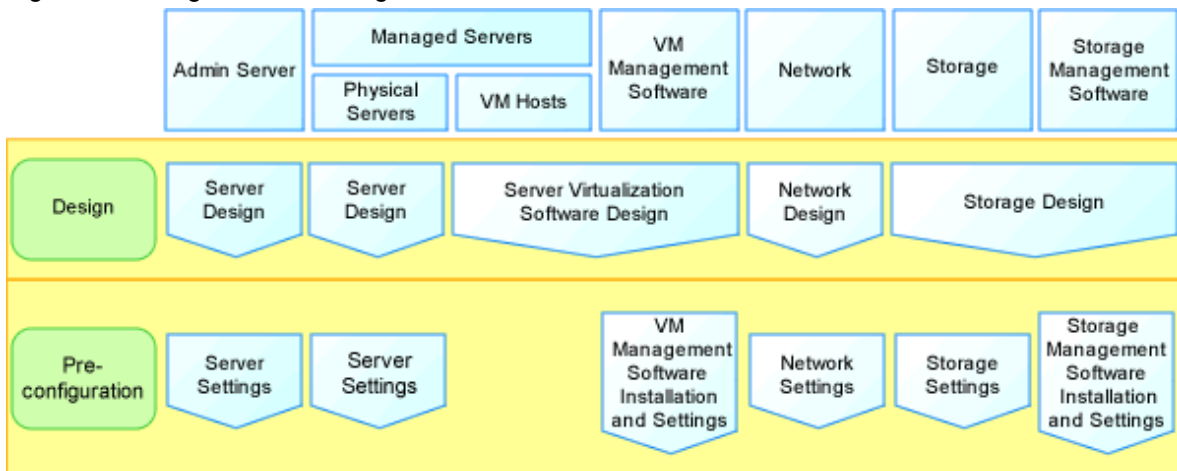 Admin Server
Managed Servers
Physical
Servers
VM Hosts
VM
Management
Software
Network
Storage
Storage
Management
Software
Design
Server
Design
Server
Design
Server Virtualization
Software Design
Network
Design
Storage Design
Pre-
configuration
Server
Settings
Server
Settings
VM
Management
Software
Installation
and Settings
Network
Settings
Storage
Settings
Storage
Management
Software
Installation
and Settings